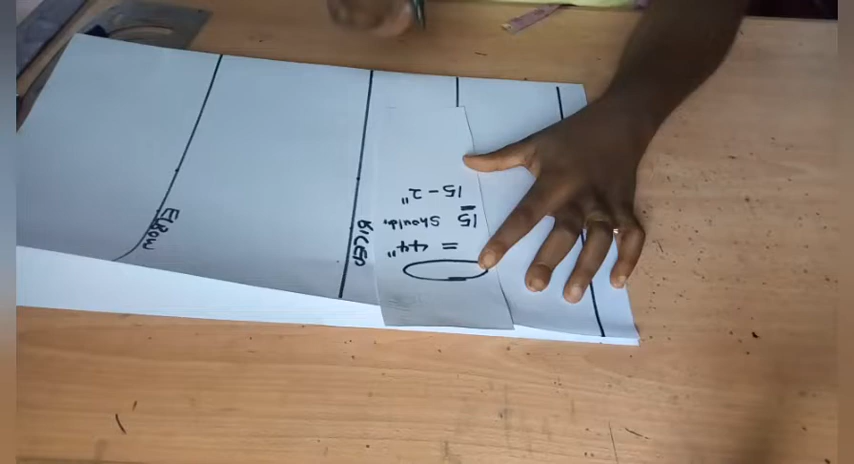 = 44"
15 Should.
15 - 2"
BICEP
ELBOW